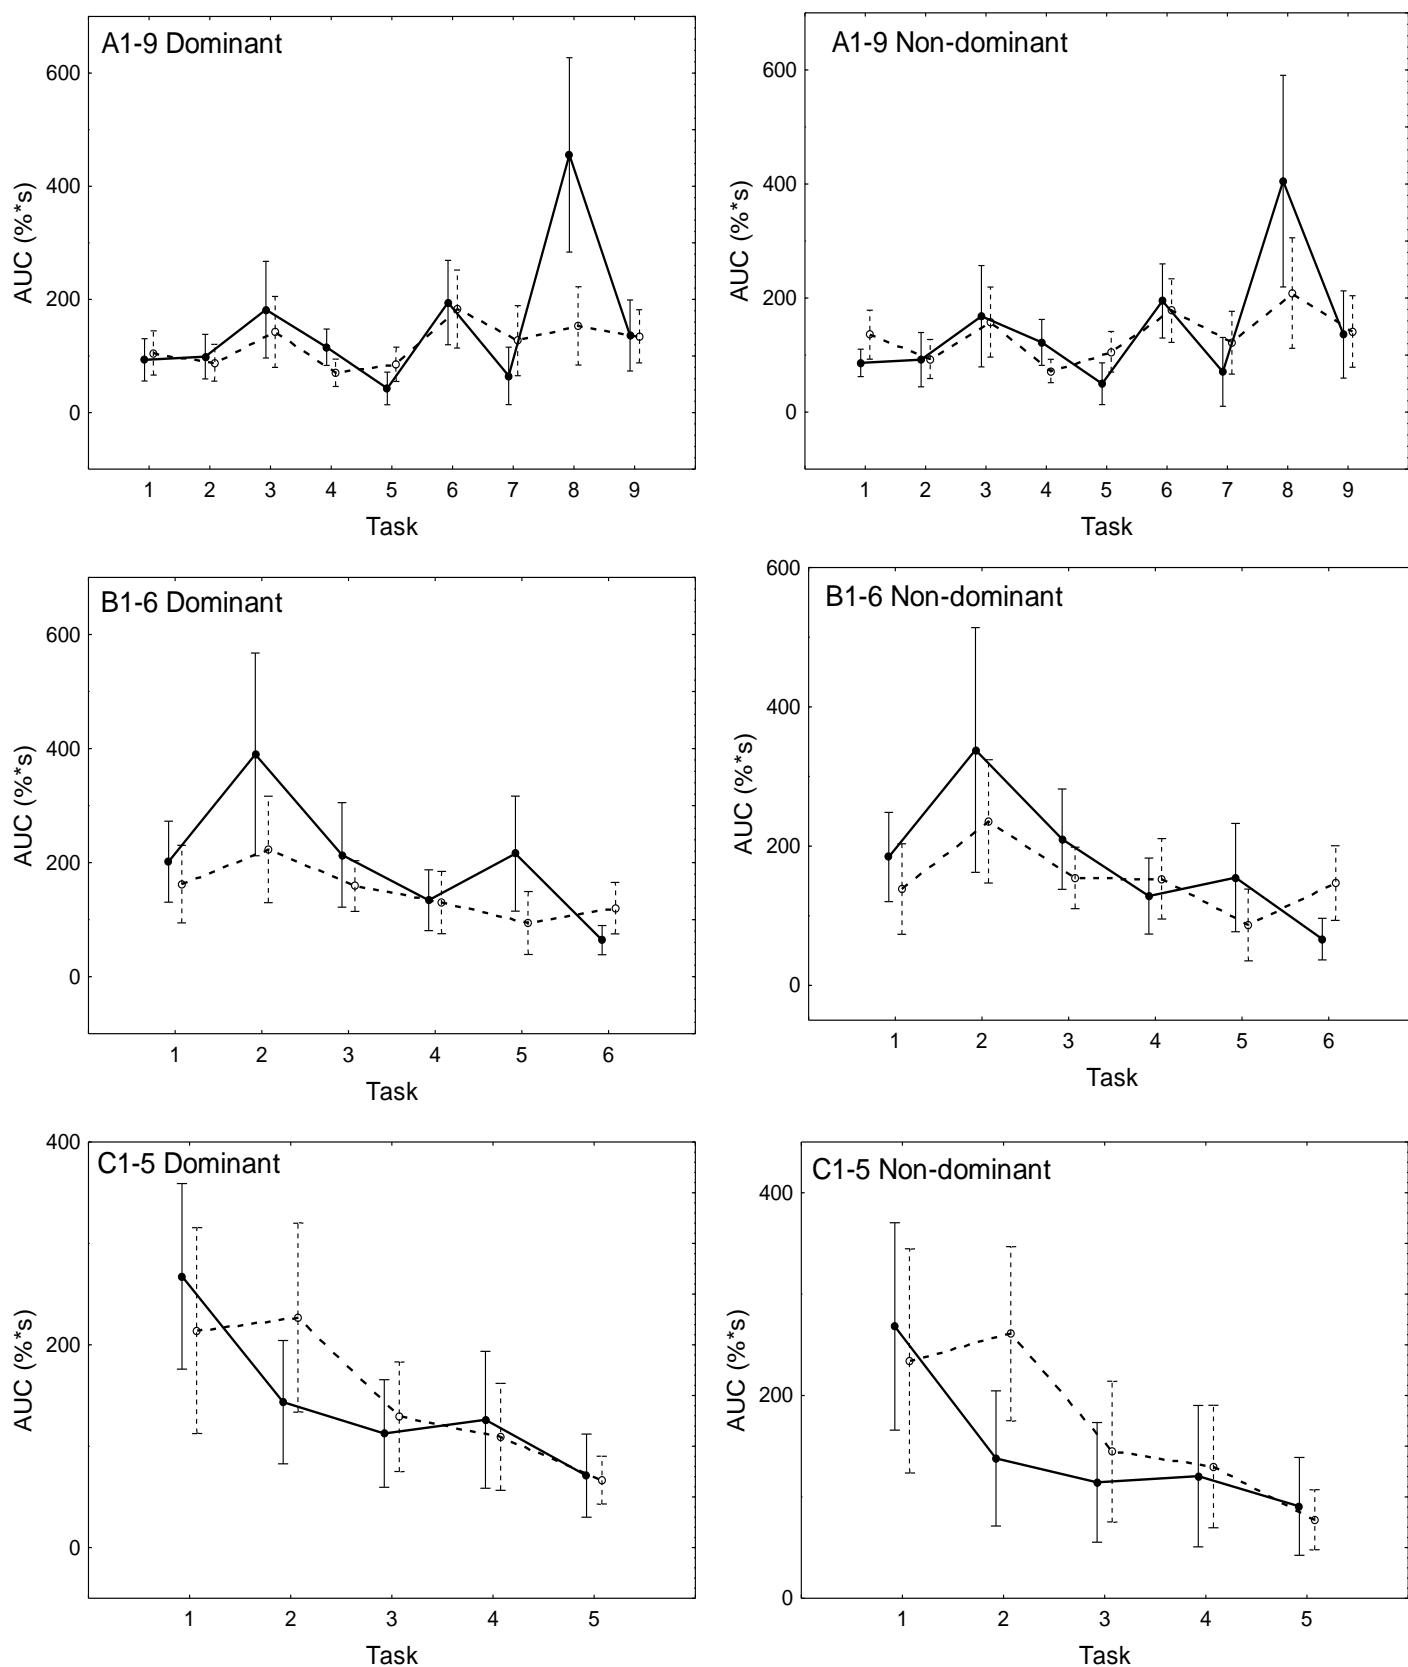 A1-9 Dominant
600
400
200
0
AUC (%*s)
1 2 3 4 5 6 7 8 9
Task
A1-9 Non-dominant
600
400
200
0
AUC (%*s)
1 2 3 4 5 6 7 8 9
Task
B1-6 Dominant
600
400
200
0
AUC (%*s)
1 2 3 4 5 6
Task
B1-6 Non-dominant
600
400
200
0
AUC (%*s)
1 2 3 4 5 6
Task
C1-5 Dominant
400
200
0
AUC (%*s)
1 2 3 4 5
Task
C1-5 Non-dominant
400
200
0
AUC (%*s)
1 2 3 4 5
Task